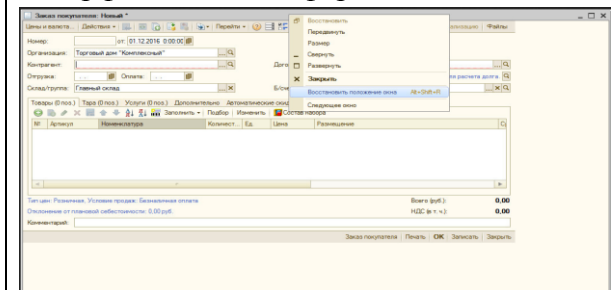 Заказ покупателя: Новый *
Цены и валюта... Действия Перейти Файлы
Восстановить
Передвинуть
Размер
Свернуть
Развернуть
Закрыть
Восстановить положение окна Alt+Shift+R
Следующее окно
Номер: от: 01.12.2016 0:00:00
Организация: Торговый дом "Комплексный"
Контрагент:
Отгрузка: . . Оплата: . . расчета долга.
Склад/группа: Главный склад
Товары (0 поз.) Тара (0 поз.) Услуги (0 поз.) Дополнительно Автоматические
Заполнить Подбор Изменить Состав набора
№ Артикул Номенклатура Количест... Ед. Цена Размещение
Тип цен: Розничная, Условие продаж: Безналичная оплата
Всего (руб.): 0,00
Отклонение от плановой себестоимости: 0,00 руб.
НДС (в т. ч.): 0,00
Комментарий:
Заказ покупателя Печать OK Записать Закрыть